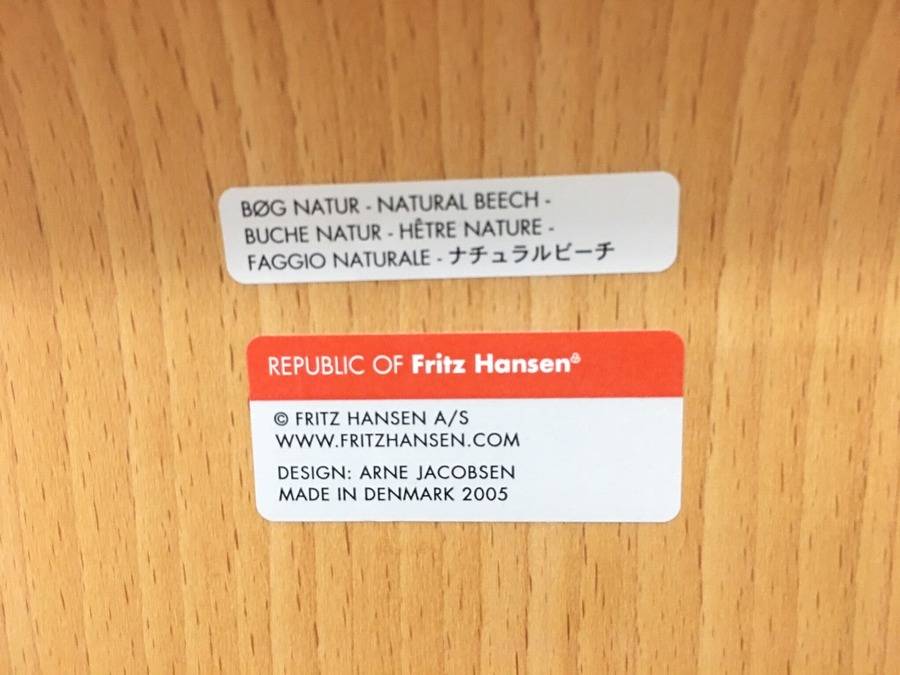 BØG NATUR - NATURAL BEECH -
BUCHE NATUR - HÊTRE NATURE -
FAGGIO NATURALE - ナチュラルビーチ
REPUBLIC OF Fritz Hansen®
© FRITZ HANSEN A/S
WWW.FRITZHANSEN.COM
DESIGN: ARNE JACOBSEN
MADE IN DENMARK 2005